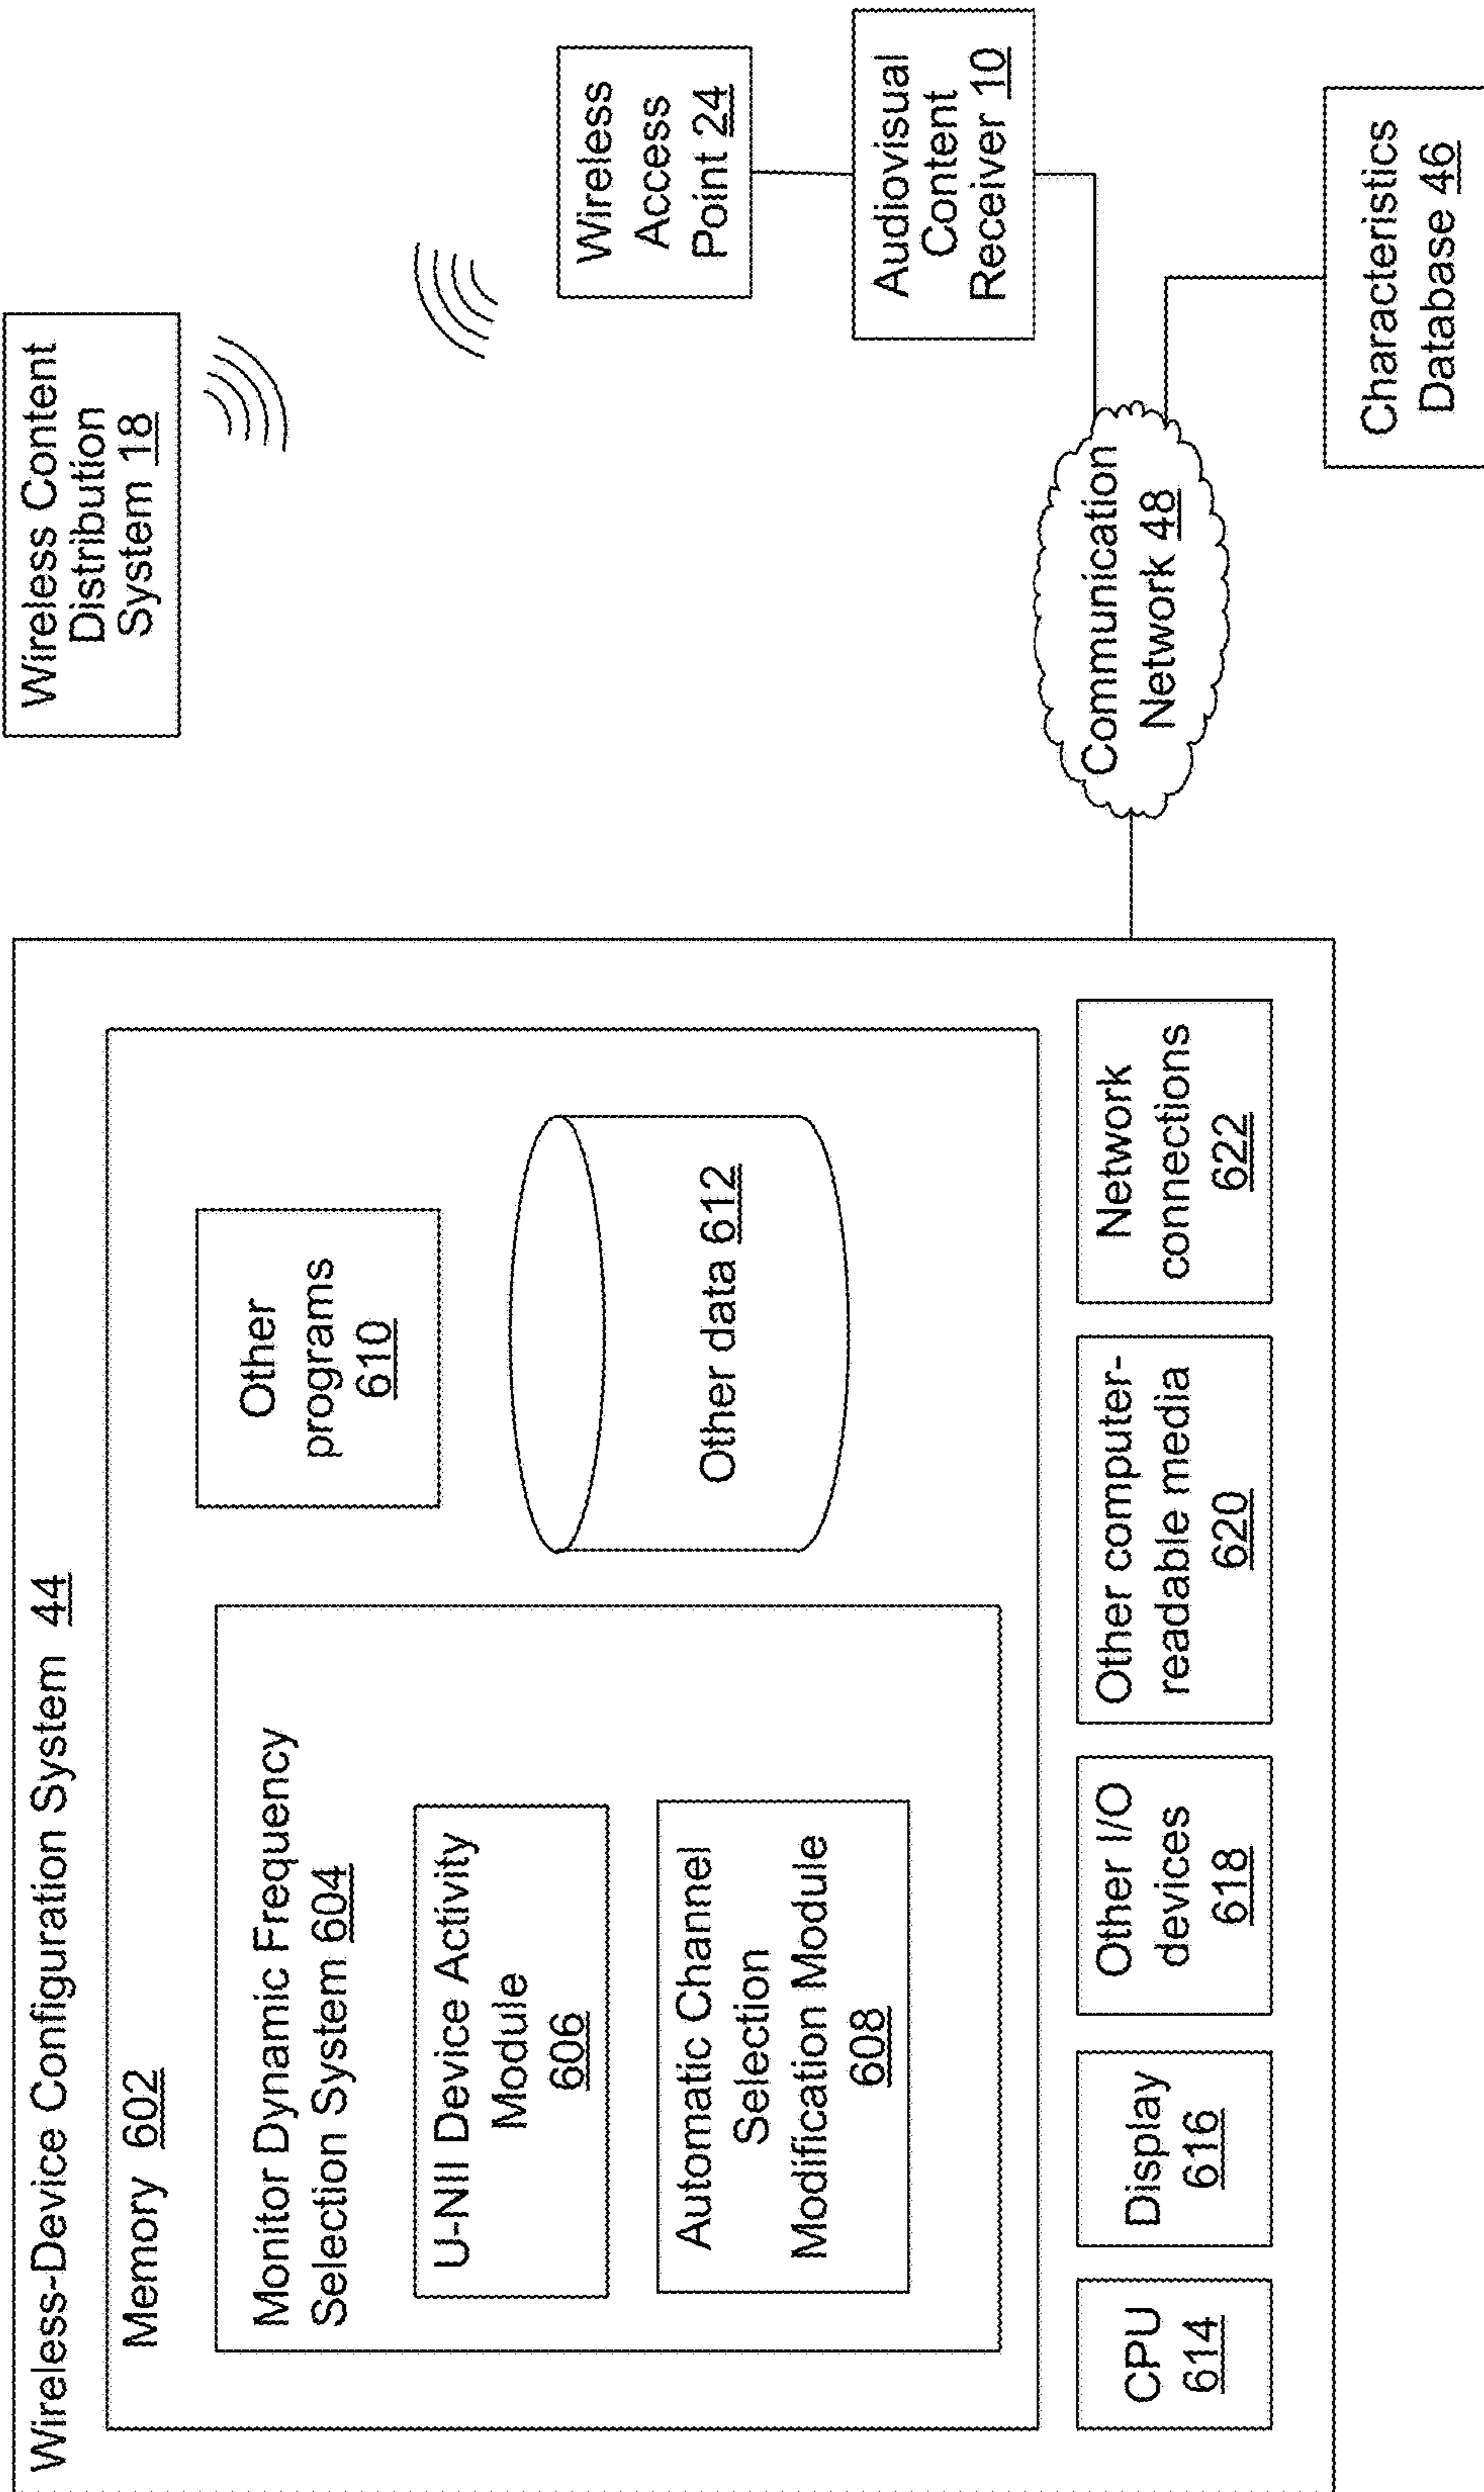 Wireless-Device Configuration System 44
Memory 602
Monitor Dynamic Frequency
Selection System 604
U-NII Device Activity
Module
606
Automatic Channel
Selection
Modification Module
608
Other
programs
610
Other data 612
CPU
614
Display
616
Other I/O
devices
618
Other computer-
readable media
620
Network
connections
622
Wireless Content
Distribution
System 18
Wireless
Access
Point 24
Audiovisual
Content
Receiver 10
Communication
Network 48
Characteristics
Database 46